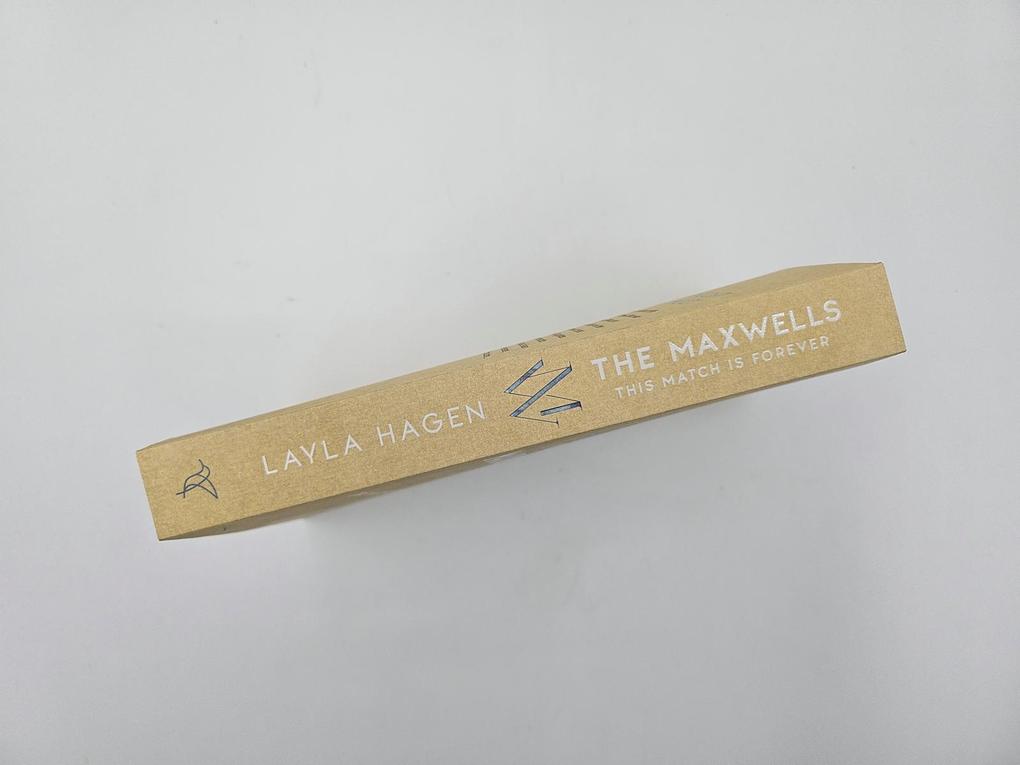 LAYLA HAGEN
THE MAXWELLS
THIS MATCH IS FOREVER